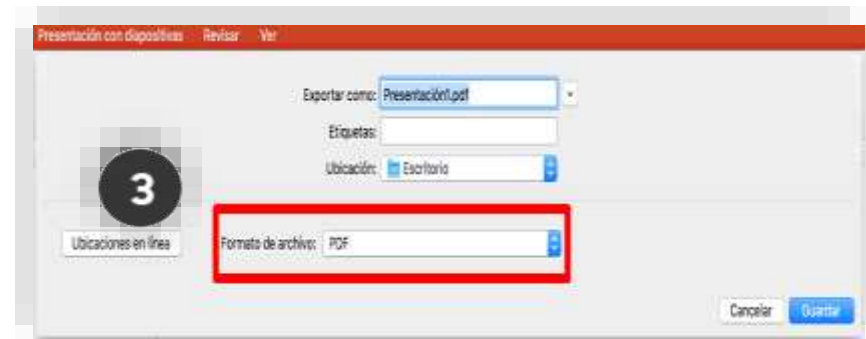 Presentación con diapositivas Revisar Ver
Exportar como: Presentación1.pdf
Etiquetas:
Ubicación: Escritorio
3
Ubicaciones en línea Formato de archivo: PDF
Cancelar Guardar